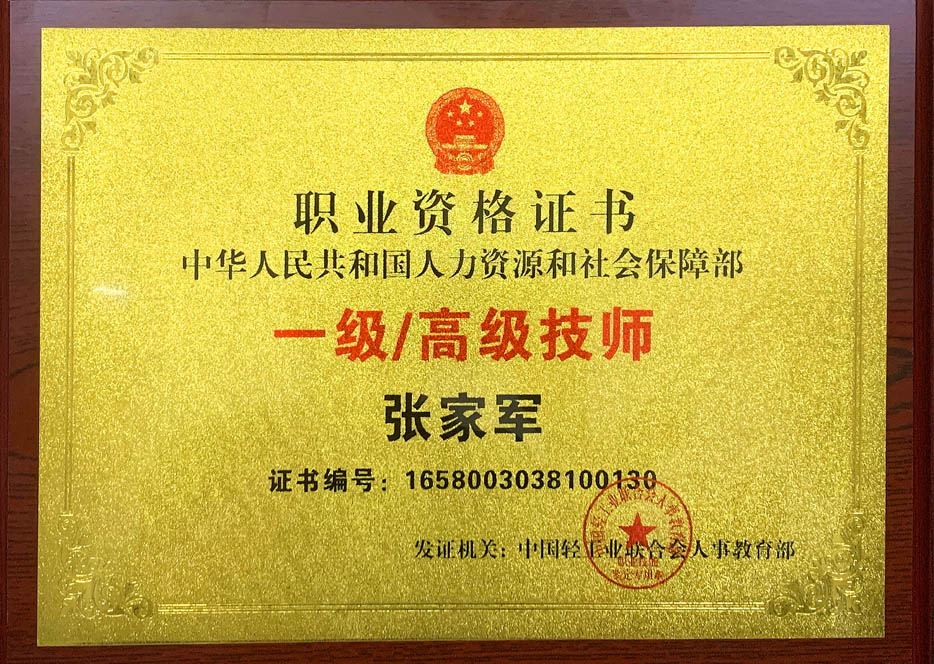 职业资格证书
中华人民共和国人力资源和社会保障部
一级/高级技师
张家军
证书编号：1658003038100130
发证机关：中国轻工业联合会人事教育部